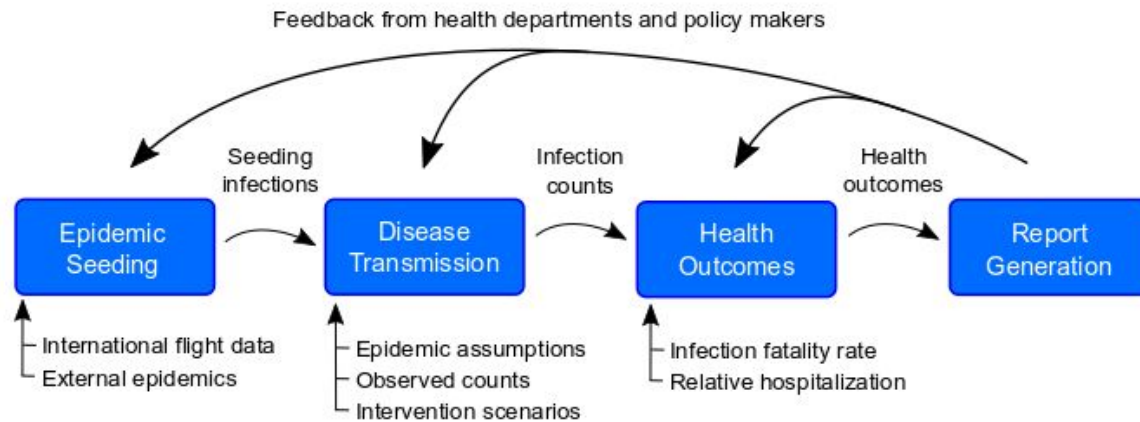 Feedback from health departments and policy makers
Seeding
infections
Infection
counts
Health
outcomes
Epidemic
Seeding
Disease
Transmission
Health
Outcomes
Report
Generation
International flight data
External epidemics
Epidemic assumptions
Observed counts
Intervention scenarios
Infection fatality rate
Relative hospitalization